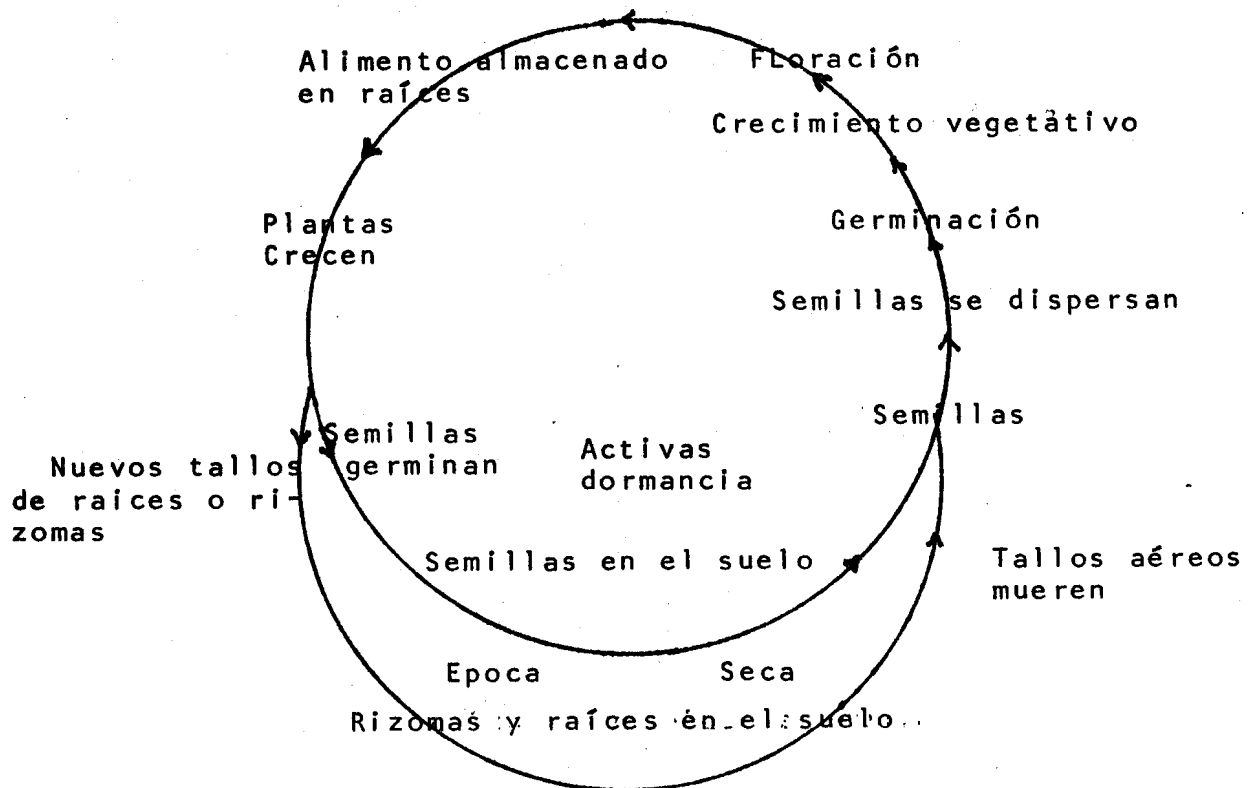 Alimento almacenado
en raíces
Floración
Crecimiento vegetativo
Plantas
Crecen
Germinación
Semillas se dispersan
Semillas
Semillas
germinan
Activas
dormancia
Nuevos tallos
de raices o ri-
zomas
Semillas en el suelo
Tallos aéreos
mueren
Epoca Seca
Rizomas y raíces en el suelo